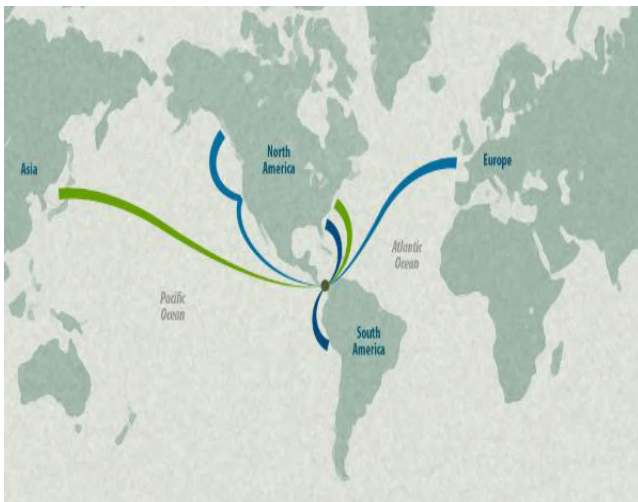 North
America
Asia
Europe
Atlantic
Ocean
Pacific
Ocean
South
America